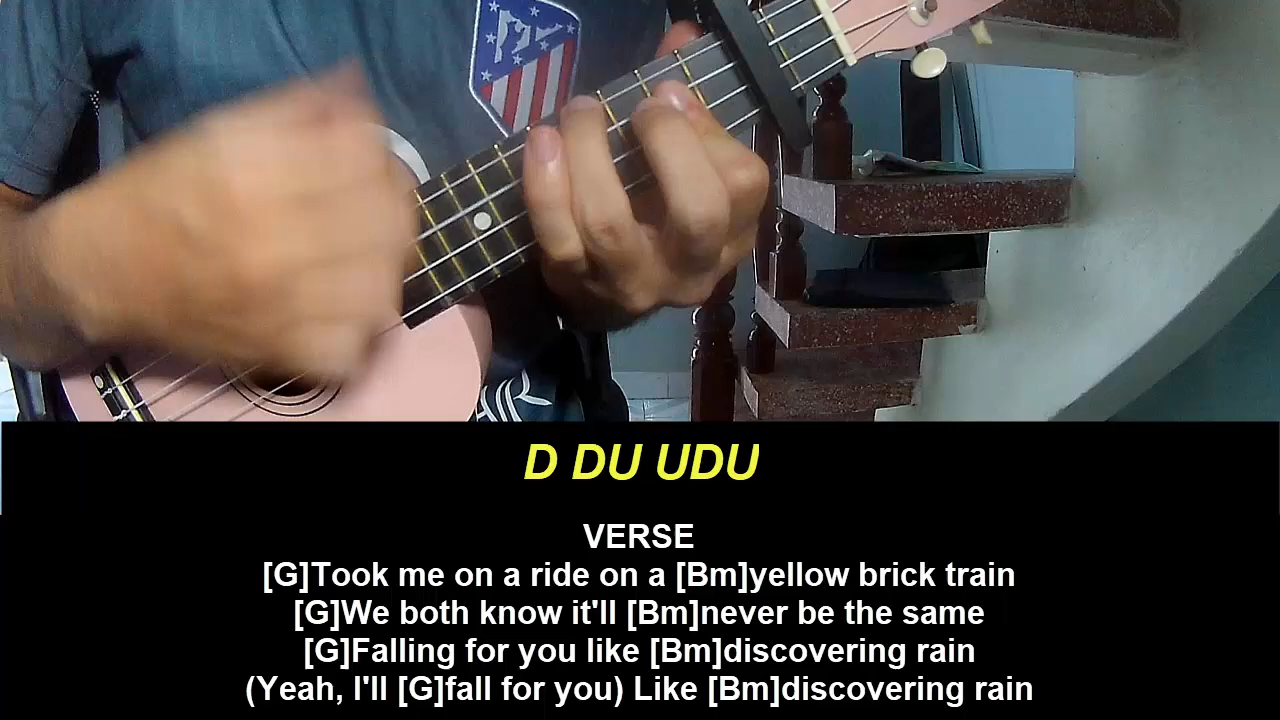 D DU UDU
VERSE
[G]Took me on a ride on a [Bm]yellow brick train
[G]We both know it'll [Bm]never be the same
[G]Falling for you like [Bm]discovering rain
(Yeah, I'll [G]fall for you) Like [Bm]discovering rain